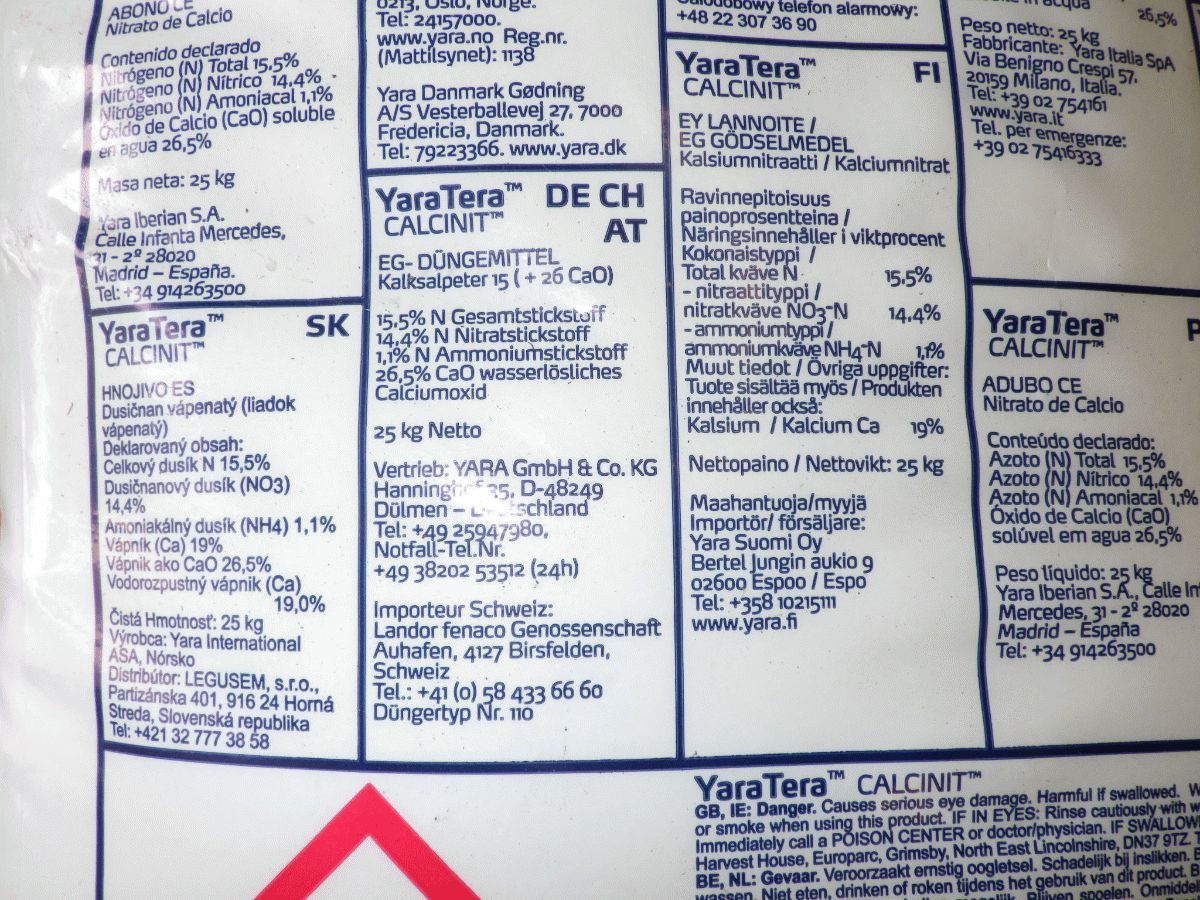 ABONO CE
Nitrato de Calcio
Contenido declarado
Nitrógeno (N) Total 15,5%
Nitrógeno (N) Nítrico 14,4%
Nitrógeno (N) Amoniacal 1,1%
Óxido de Calcio (CaO) soluble
en agua 26,5%
Masa neta: 25 kg
Yara Iberian S.A.
Calle Infanta Mercedes,
31 - 2º 28020
Madrid – España.
Tel: +34 914263500
YaraTera™ SK
CALCINIT™
HNOJIVO ES
Dusičnan vápenatý (liadok
vápenatý)
Deklarovaný obsah:
Celkový dusík N 15,5%
Dusičnanový dusík (NO3)
14,4%
Amoniakálný dusík (NH4) 1,1%
Vápník (Ca) 19%
Vápnik ako CaO 26,5%
Vodorozpustný vápnik (Ca)
19,0%
Čistá Hmotnosť: 25 kg
Výrobca: Yara International
ASA, Nórsko
Distribútor: LEGUSEM, s.r.o.,
Partizánska 401, 916 24 Horná
Streda, Slovenská republika
Tel: +421 32 777 38 58
0213, Oslo, Norge.
Tel: 24157000.
www.yara.no Reg.nr.
(Mattilsynet): 1138
Yara Danmark Gødning
A/S Vesterballevej 27, 7000
Fredericia, Danmark.
Tel: 79223366. www.yara.dk
YaraTera™ DE CH
CALCINIT™ AT
EG- DÜNGEMITTEL
Kalksalpeter 15 ( + 26 CaO)
15,5% N Gesamtstickstoff
14,4% N Nitratstickstoff
1,1% N Ammoniumstickstoff
26,5% CaO wasserlösliches
Calciumoxid
25 kg Netto
Vertrieb: YARA GmbH & Co. KG
35, D-48249
Dülmen –
Tel: +49 25947980,
Notfall-Tel.Nr.
+49 38202 53512 (24h)
Importeur Schweiz:
Landor fenaco Genossenschaft
Auhafen, 4127 Birsfelden,
Schweiz
Tel.: +41 (0) 58 433 66 60
Düngertyp Nr. 110
telefon alarmowy:
+48 22 307 36 90
YaraTera™ FI
CALCINIT™
EY LANNOITE /
EG GÖDSELMEDEL
Kalsiumnitraatti / Kalciumnitrat
Ravinnepitoisuus
painoprosentteina /
Näringsinnehåller i viktprocent
Kokonaistyppi /
Total kväve N 15,5%
- nitraattityppi /
nitratkväve NO3-N 14,4%
- ammoniumtyppi /
ammoniumkväve NH4-N 1,1%
Muut tiedot / Övriga uppgifter:
Tuote sisältää myös / Produkten
innehåller också:
Kalsium / Kalcium Ca 19%
Nettopaino / Nettovikt: 25 kg
Maahantuoja/myyjä
Importör/ försäljare:
Yara Suomi Oy
Bertel Jungin aukio 9
02600 Espoo / Espo
Tel: +358 10215111
www.yara.fi
in acqua
26,5%
Peso netto: 25 kg
Fabbricante: Yara Italia SpA
Via Benigno Crespi 57,
20159 Milano, Italia.
Tel: +39 02 754161
www.yara.it
Tel. per emergenze:
+39 02 75416333
YaraTera™ P
CALCINIT™
ADUBO CE
Nitrato de Calcio
Conteúdo declarado:
Azoto (N) Total 15,5%
Azoto (N) Nítrico 14,4%
Azoto (N) Amoniacal 1,1%
Óxido de Calcio (CaO)
solúvel em agua 26,5%
Peso líquido: 25 kg
Yara Iberian S.A., Calle Inf
Mercedes, 31 - 2º 28020
Madrid – España
Tel: +34 914263500
YaraTera™ CALCINIT™
GB, IE: Danger. Causes serious eye damage. Harmful if swallowed.
or smoke when using this product. IF IN EYES: Rinse cautiously with
Immediately call a POISON CENTER or doctor/physician. IF SWALLOW
Harvest House, Europarc, Grimsby, North East Lincolnshire, DN37 9TZ.
BE, NL: Gevaar. Veroorzaakt ernstig oogletsel. Schadelijk bij inslikken.
wassen. Niet eten, drinken of roken tijdens het gebruik van dit product.
Blijven spoelen.